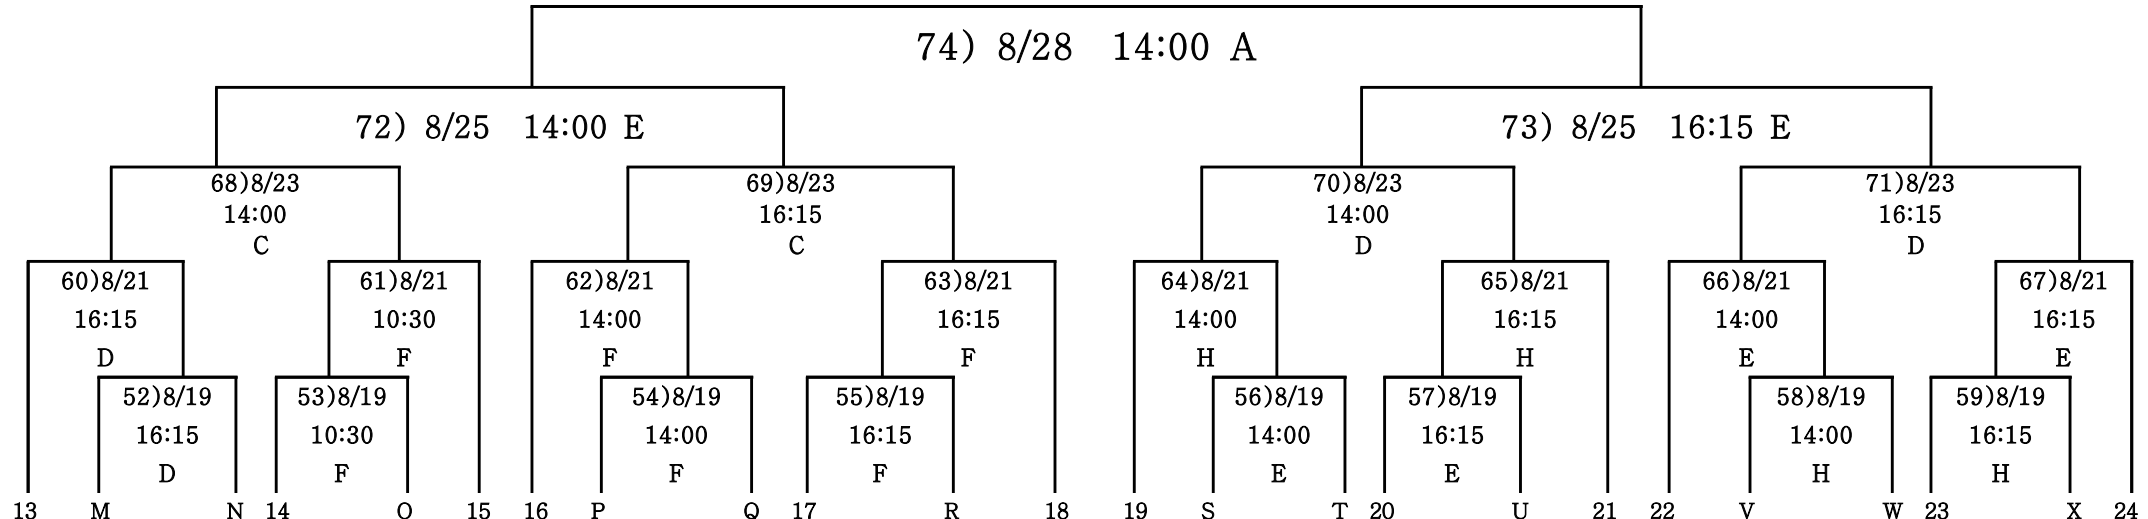 74) 8/28 14:00 A
72) 8/25 14:00 E 73) 8/25 16:15 E
68)8/23 69)8/23 70)8/23 71)8/23
14:00 16:15 14:00 16:15
C C D D
60)8/21 61)8/21 62)8/21 63)8/21 64)8/21 65)8/21 66)8/21 67)8/21
16:15 10:30 14:00 16:15 14:00 16:15 14:00 16:15
D F F F H H E E
52)8/19 53)8/19 54)8/19 55)8/19 56)8/19 57)8/19 58)8/19 59)8/19
16:15 10:30 14:00 16:15 14:00 16:15 14:00 16:15
D F F F E E H H
13 M N 14 O 15 16 P Q 17 R 18 19 S T 20 U 21 22 V W 23 X 24